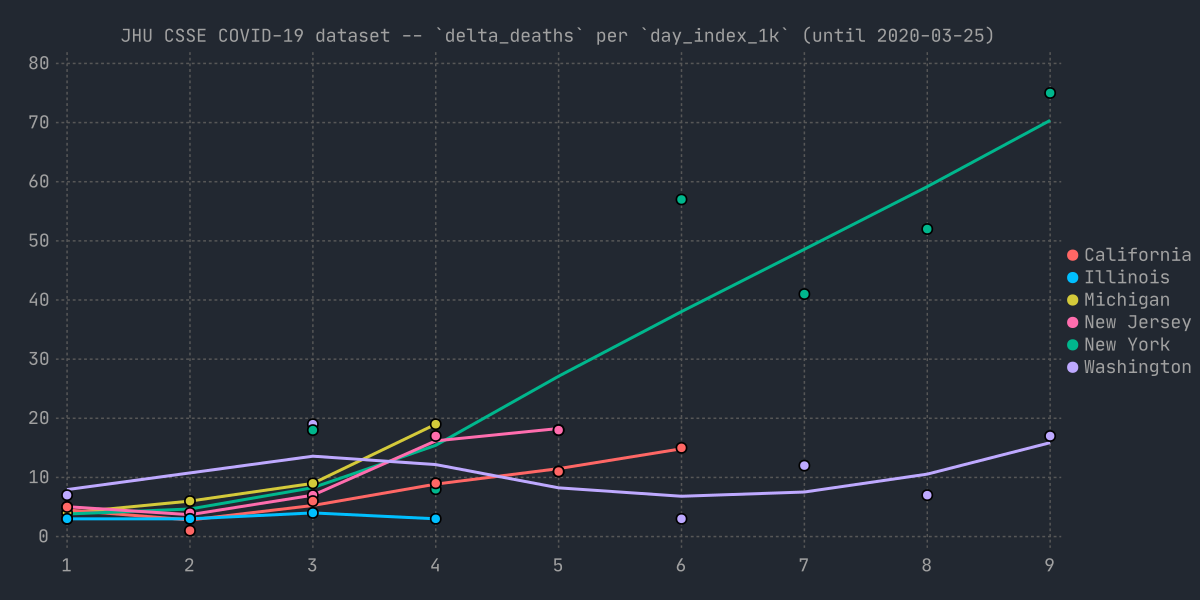 JHU CSSE COVID-19 dataset -- `delta_deaths` per `day_index_1k` (until 2020-03-25)
80
70
60
50
40
30
20
10
0
1 2 3 4 5 6 7 8 9
California
Illinois
Michigan
New Jersey
New York
Washington